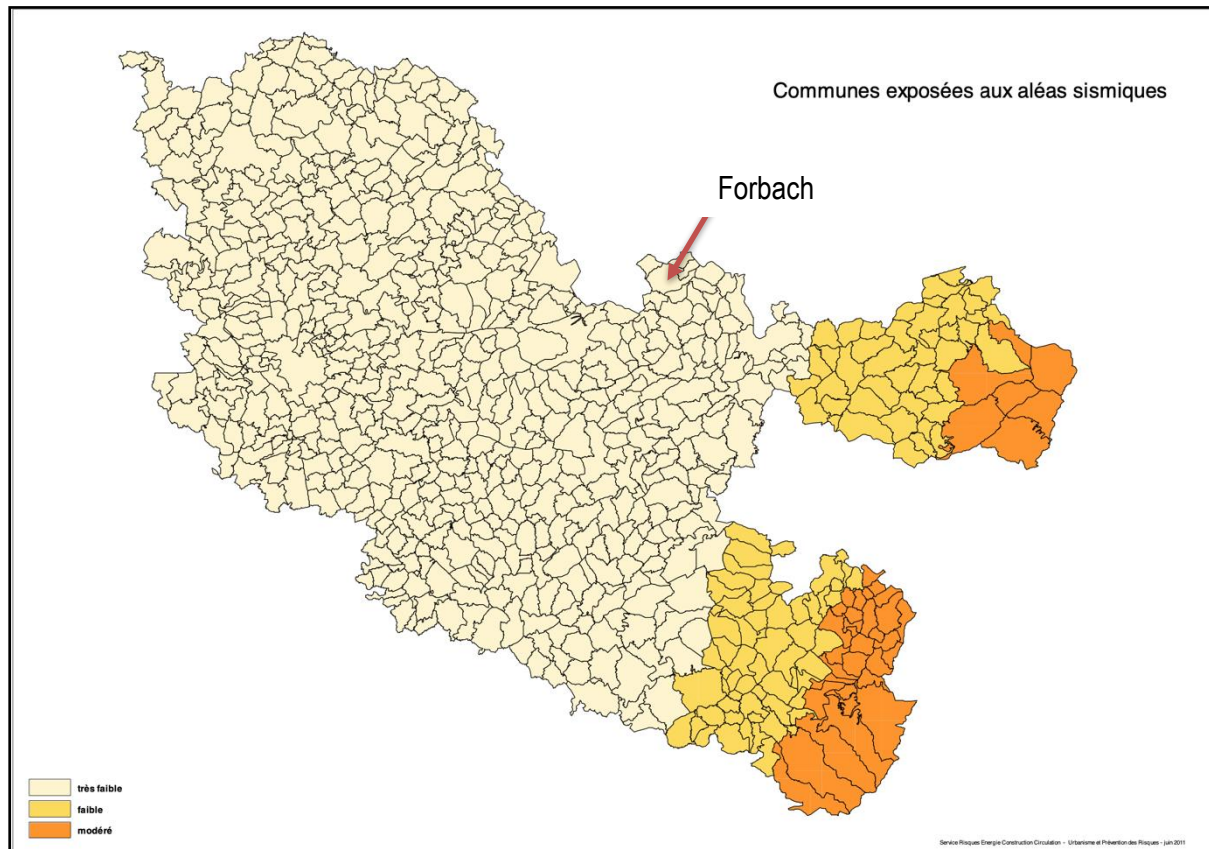 Communes exposées aux aléas sismiques
Forbach
très faible
faible
modéré
Service Risques Energie Construction Circulation - Urbanisme et Prévention des Risques - juin 2011